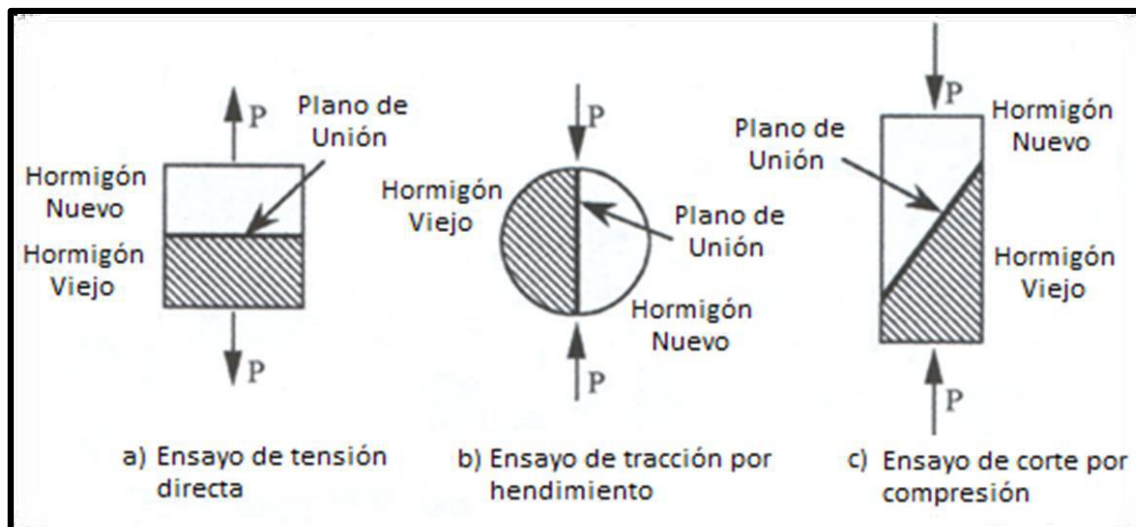 P
Plano de
Unión
Hormigón
Nuevo
Hormigón
Viejo
P
a) Ensayo de tensión
directa
P
Hormigón
Viejo
Plano de
Unión
Hormigón
Nuevo
P
b) Ensayo de tracción por
hendimiento
P
Hormigón
Nuevo
Plano de
Unión
Hormigón
Viejo
P
c) Ensayo de corte por
compresión